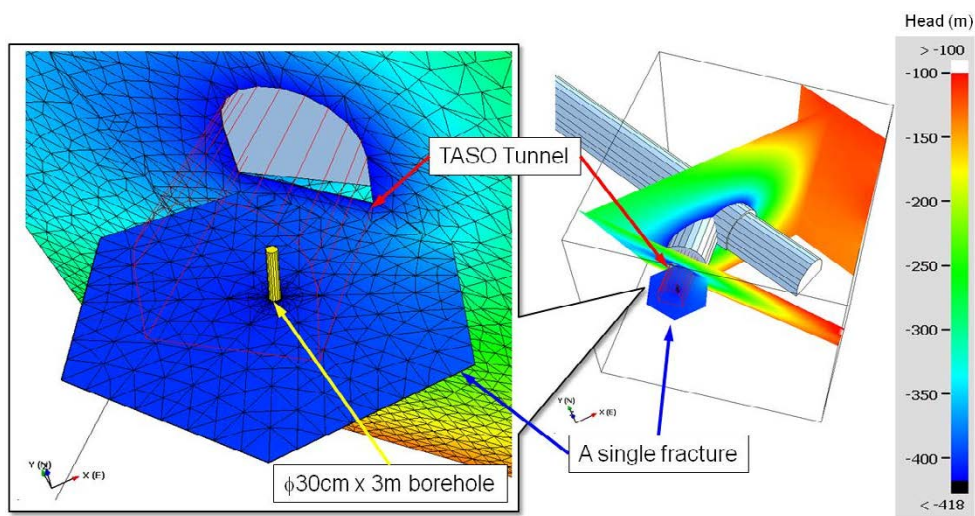 Head (m)
> -100
-100
-150
-200
-250
-300
-350
-400
< -418
TASO Tunnel
A single fracture
ϕ30cm x 3m borehole
Y (N)
X (E)
Y (N)
X (E)